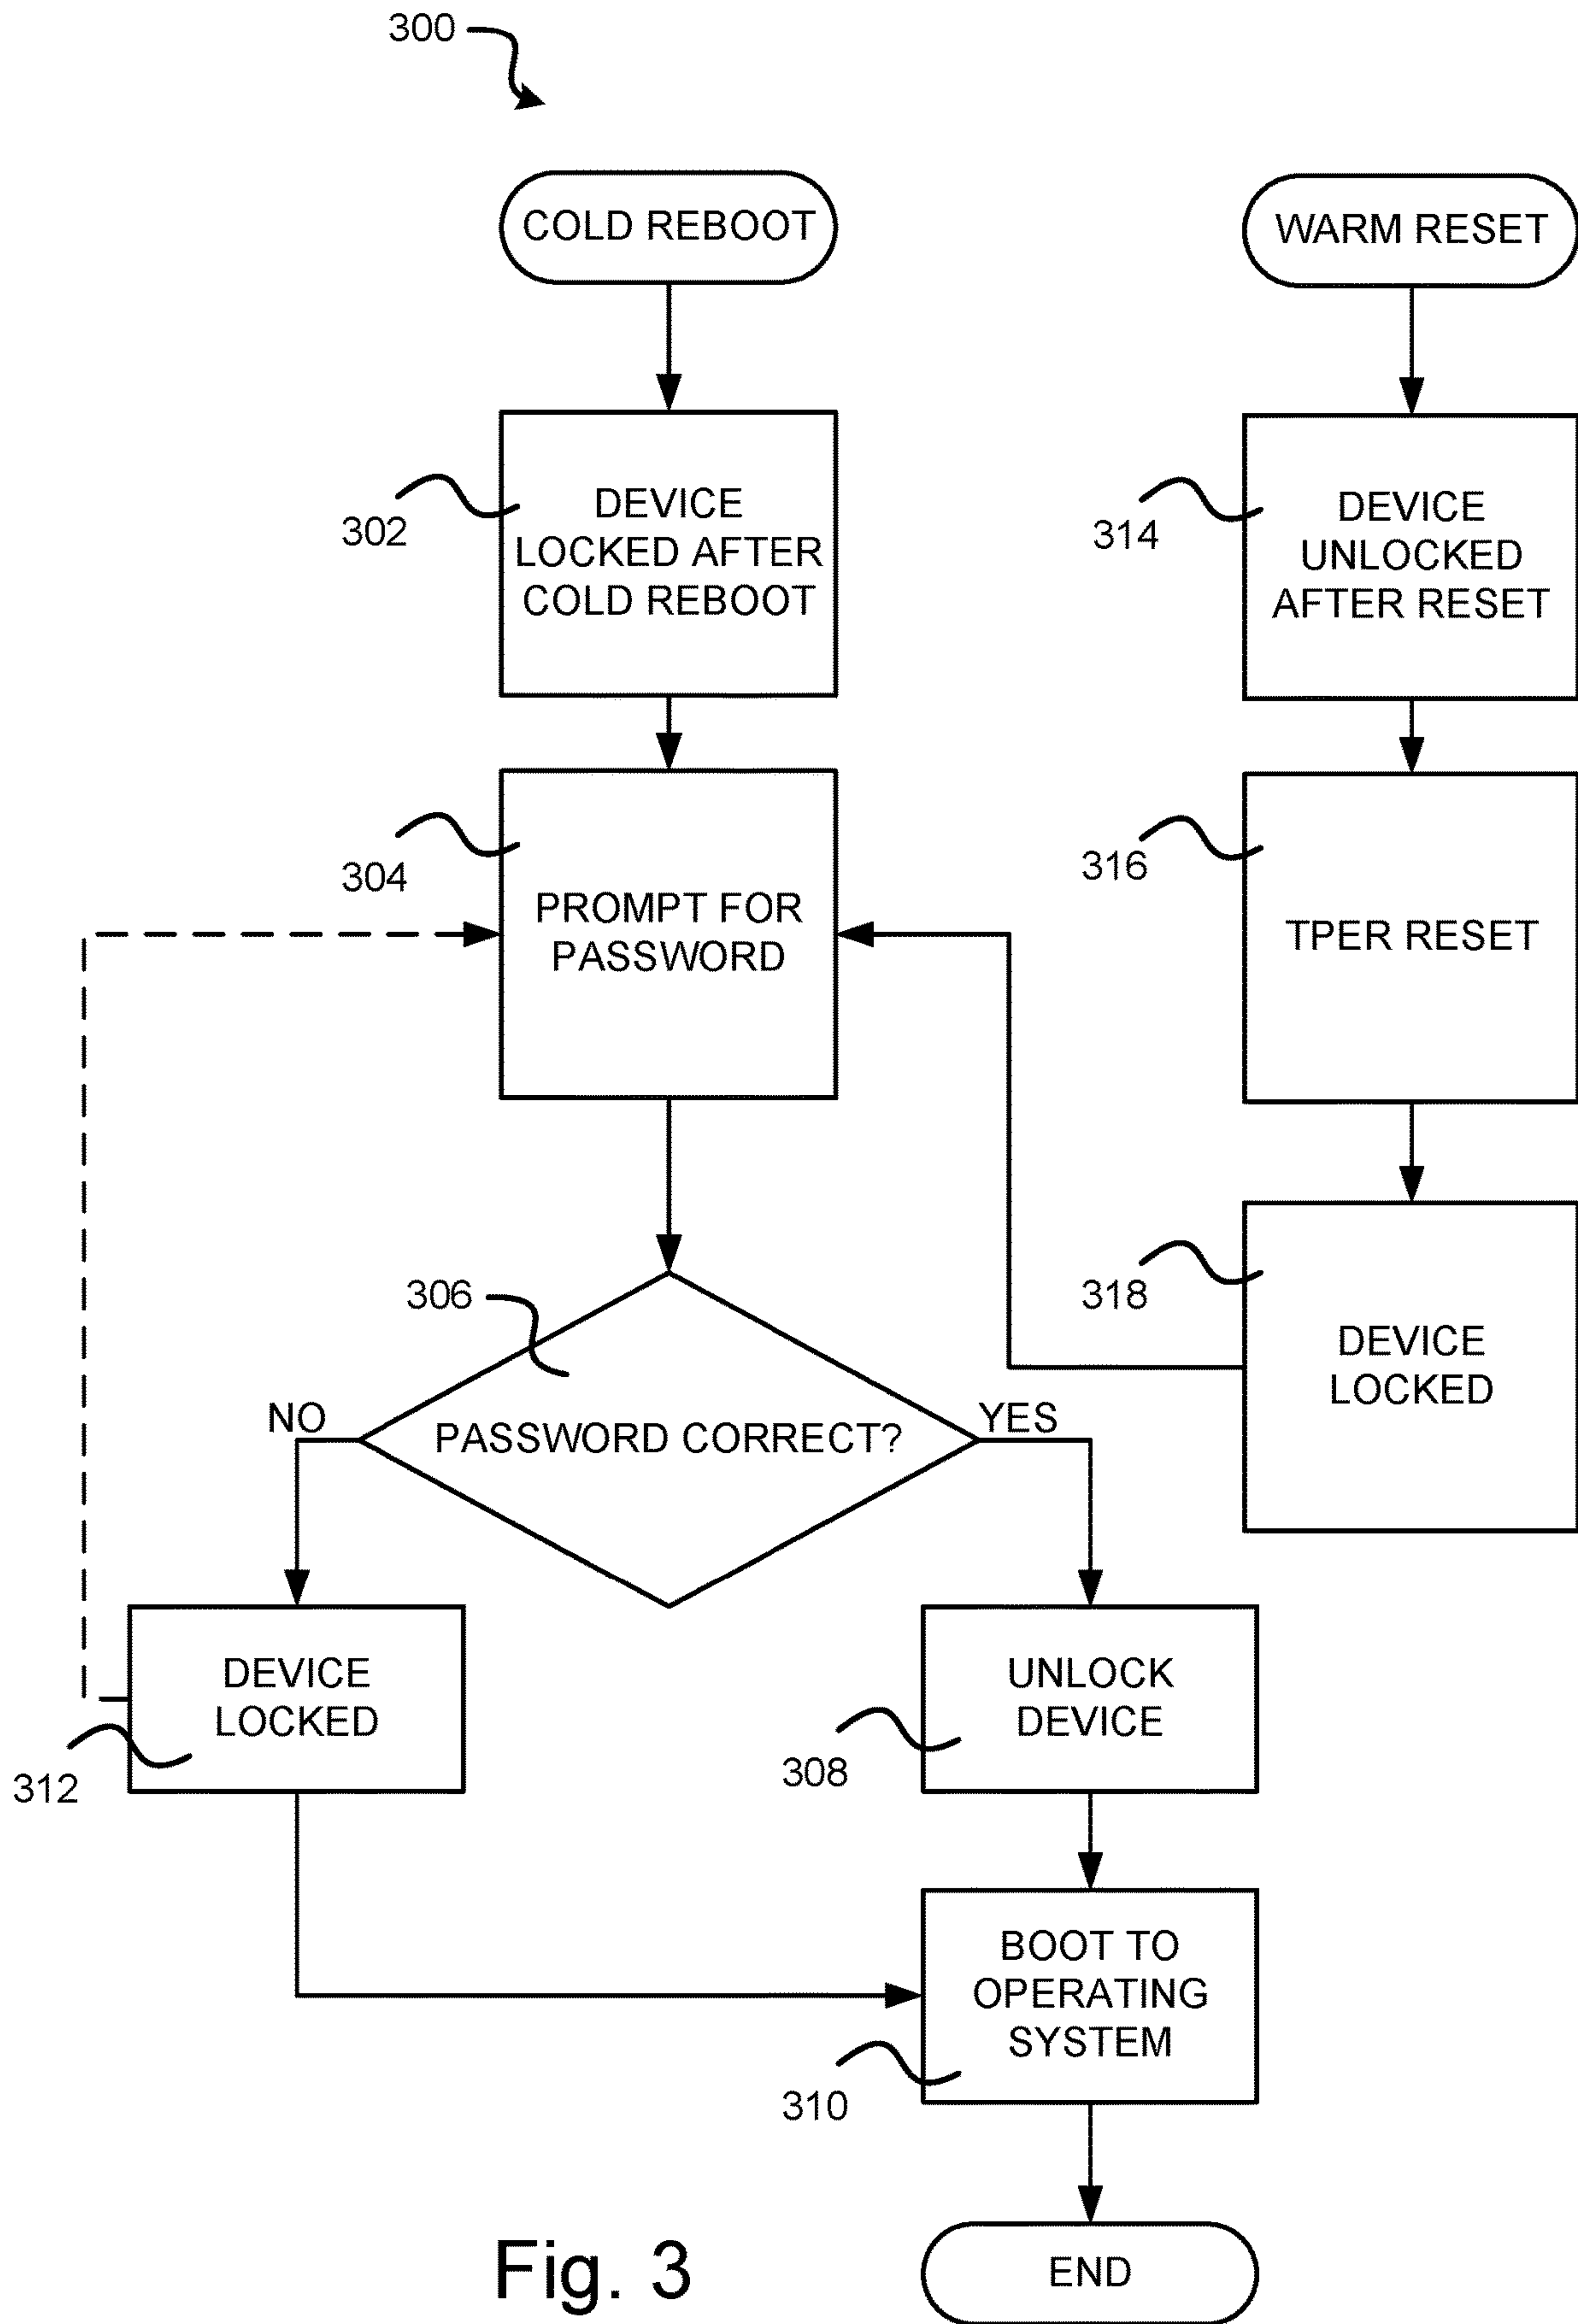 300
COLD REBOOT
WARM RESET
302
DEVICE
LOCKED AFTER
COLD REBOOT
314
DEVICE
UNLOCKED
AFTER RESET
304
PROMPT FOR
PASSWORD
316
TPER RESET
306
PASSWORD CORRECT?
NO
YES
318
DEVICE
LOCKED
312
DEVICE
LOCKED
308
UNLOCK
DEVICE
310
BOOT TO
OPERATING
SYSTEM
END
Fig. 3